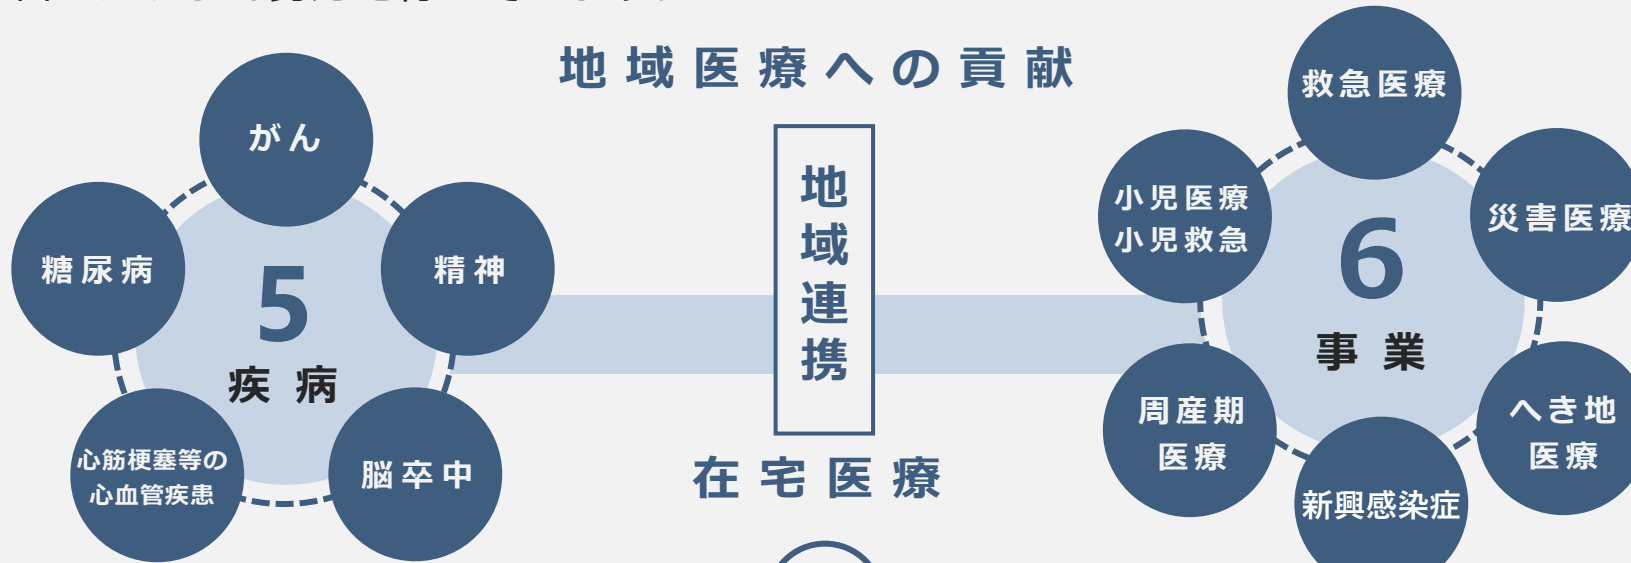 地域医療への貢献
がん
糖尿病
精神
5
疾病
心筋梗塞等の
心血管疾患
脳卒中
地域連携
在宅医療
救急医療
小児医療
小児救急
災害医療
6
事業
周産期
医療
へき地
医療
新興感染症